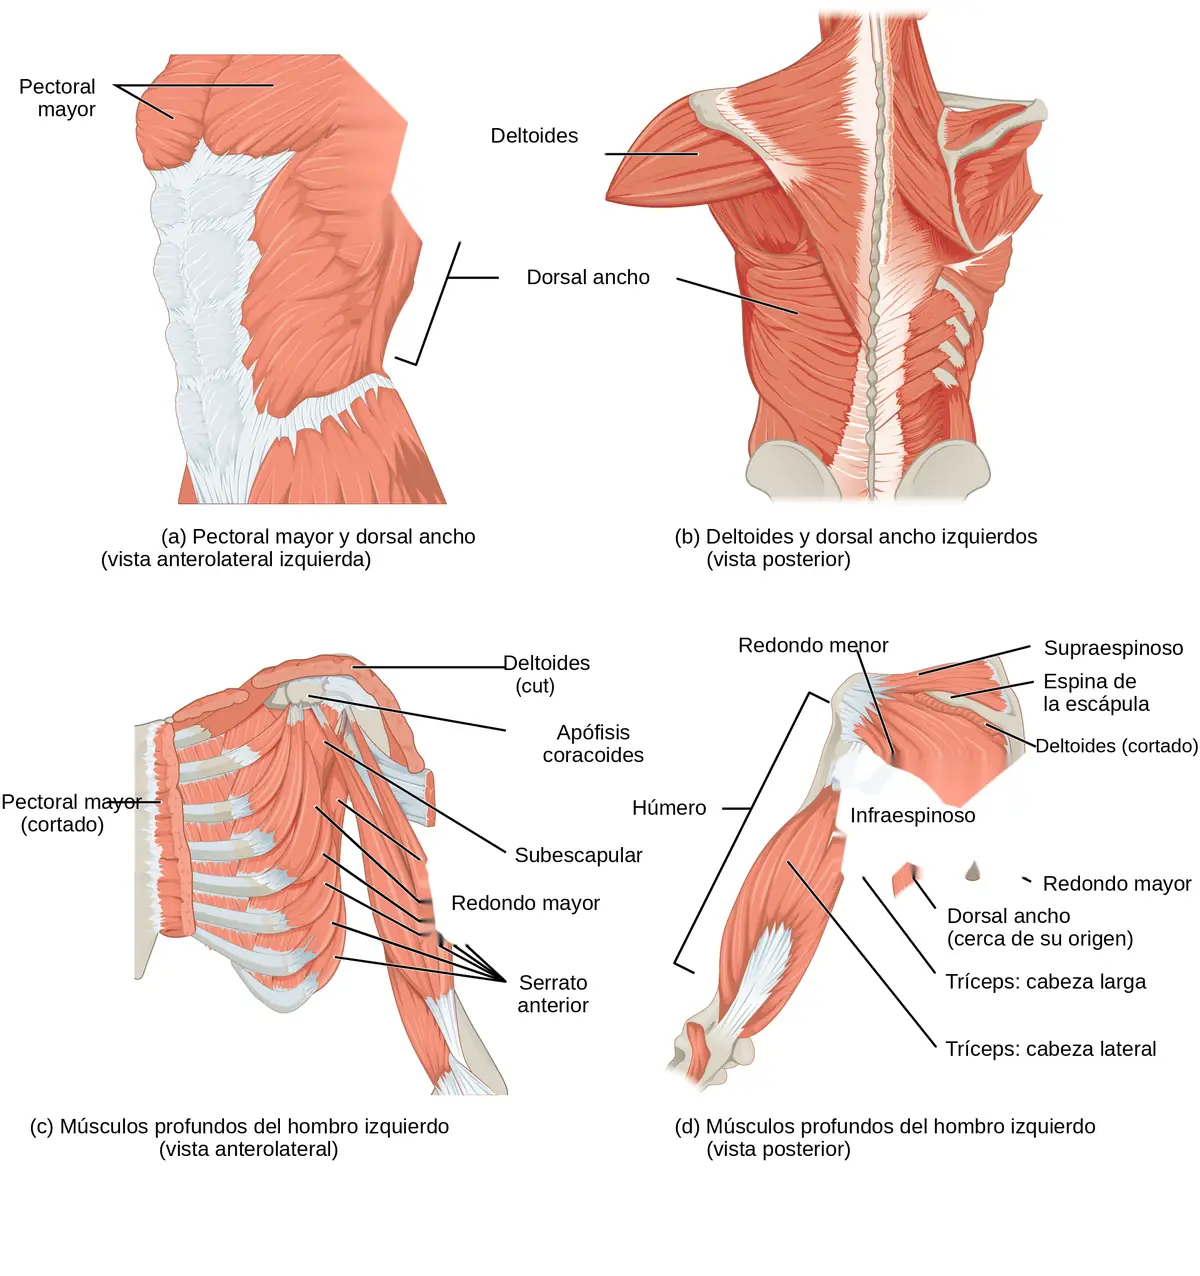 Pectoral
mayor
Deltoides
Dorsal ancho
(a) Pectoral mayor y dorsal ancho
(vista anterolateral izquierda)
(b) Deltoides y dorsal ancho izquierdos
(vista posterior)
Deltoides
(cut)
Apófisis
coracoides
Pectoral mayor
(cortado)
Subescapular
Redondo mayor
Serrato
anterior
(c) Músculos profundos del hombro izquierdo
(vista anterolateral)
Redondo menor
Supraespinoso
Espina de
la escápula
Deltoides (cortado)
Húmero
Infraespinoso
Redondo mayor
Dorsal ancho
(cerca de su origen)
Tríceps: cabeza larga
Tríceps: cabeza lateral
(d) Músculos profundos del hombro izquierdo
(vista posterior)